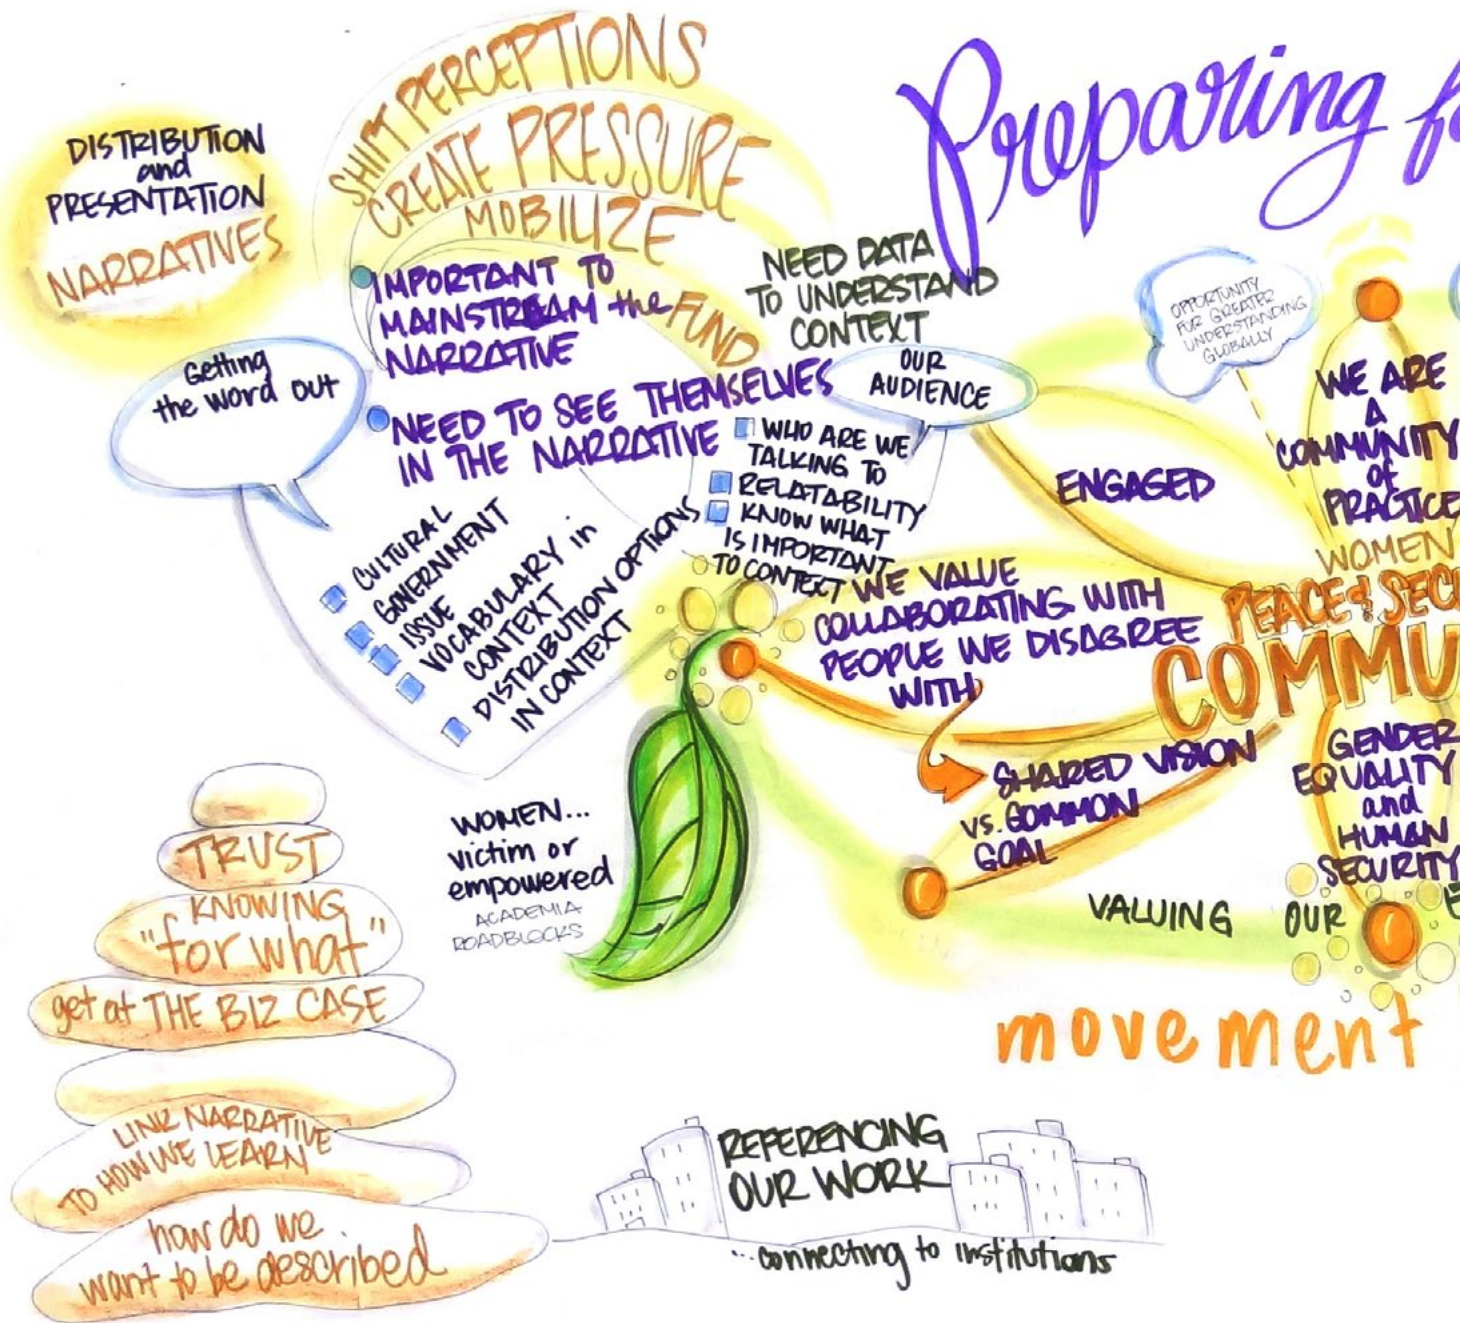 Preparing
DISTRIBUTION
and
PRESENTATION
NARRATIVES
SHIFT PERCEPTIONS
CREATE PRESSURE
MOBILIZE
FUND
IMPORTANT TO
MAINSTREAM the
NARRATIVE
NEED TO SEE THEMSELVES
IN THE NARRATIVE
Getting
the word out
CULTURAL
GOVERNMENT
ISSUE
VOCABULARY in
CONTEXT
DISTRIBUTION OPTIONS
IN CONTEXT
NEED DATA
TO UNDERSTAND
CONTEXT
OUR
AUDIENCE
WHO ARE WE
TALKING TO
RELATABILITY
KNOW WHAT
IS IMPORTANT
TO CONTEXT
OPPORTUNITY
FOR GREATER
UNDERSTANDING
GLOBALLY
ENGAGED
WE ARE
A
COMMUNITY
of
PRACTICE
WOMEN
PEACE & SEC
COMMU
WE VALUE
COLLABORATING WITH
PEOPLE WE DISAGREE
WITH
SHARED VISION
vs. COMMON
GOAL
GENDER
EQUALITY
and
HUMAN
SECURITY
VALUING OUR
movement
WOMEN...
victim or
empowered
ACADEMIA
ROADBLOCKS
TRUST
KNOWING
"for what"
get at THE BIZ CASE
LINK NARRATIVE
TO HOW WE LEARN
how do we
want to be described
REFERENCING
OUR WORK
...connecting to institutions